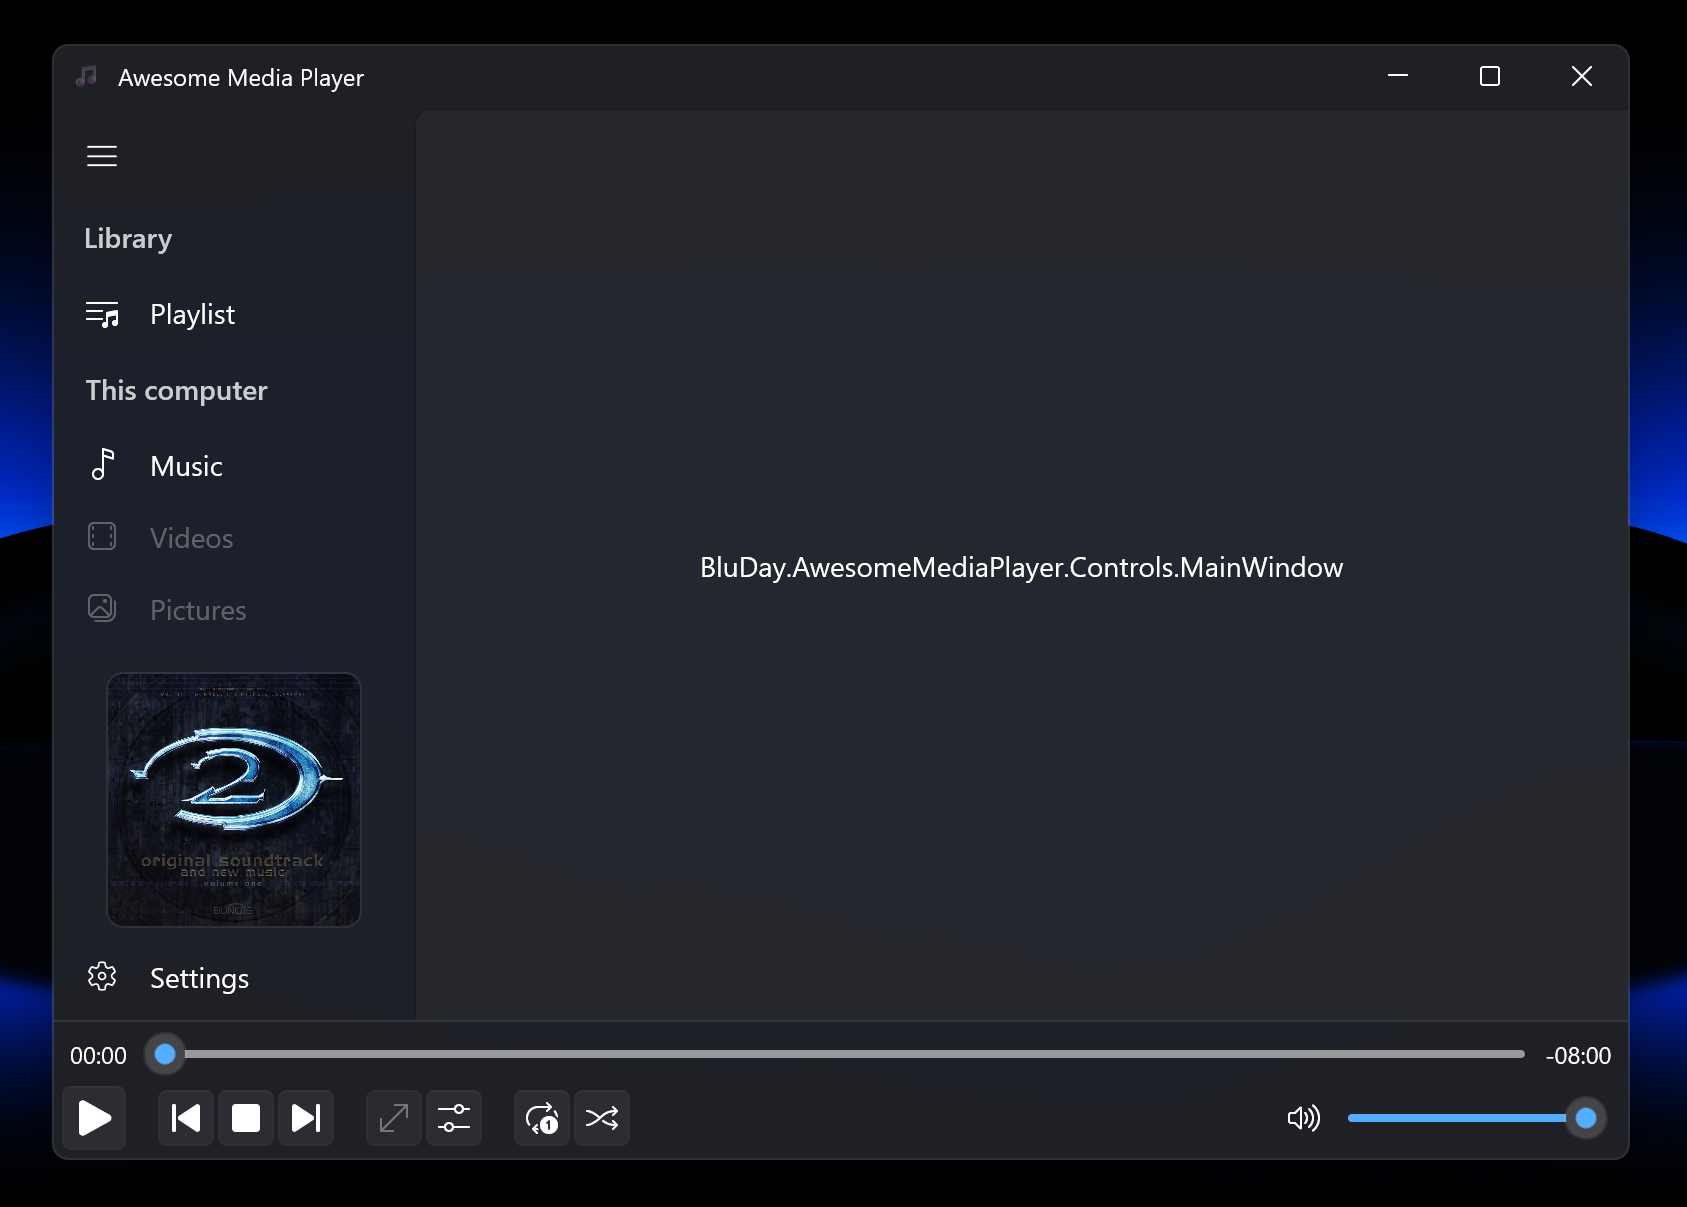 Awesome Media Player
Library
Playlist
This computer
Music
Videos
Pictures
2
original soundtrack
and new music
volume one
BUNGIE
Settings
BluDay.AwesomeMediaPlayer.Controls.MainWindow
00:00
-08:00
1